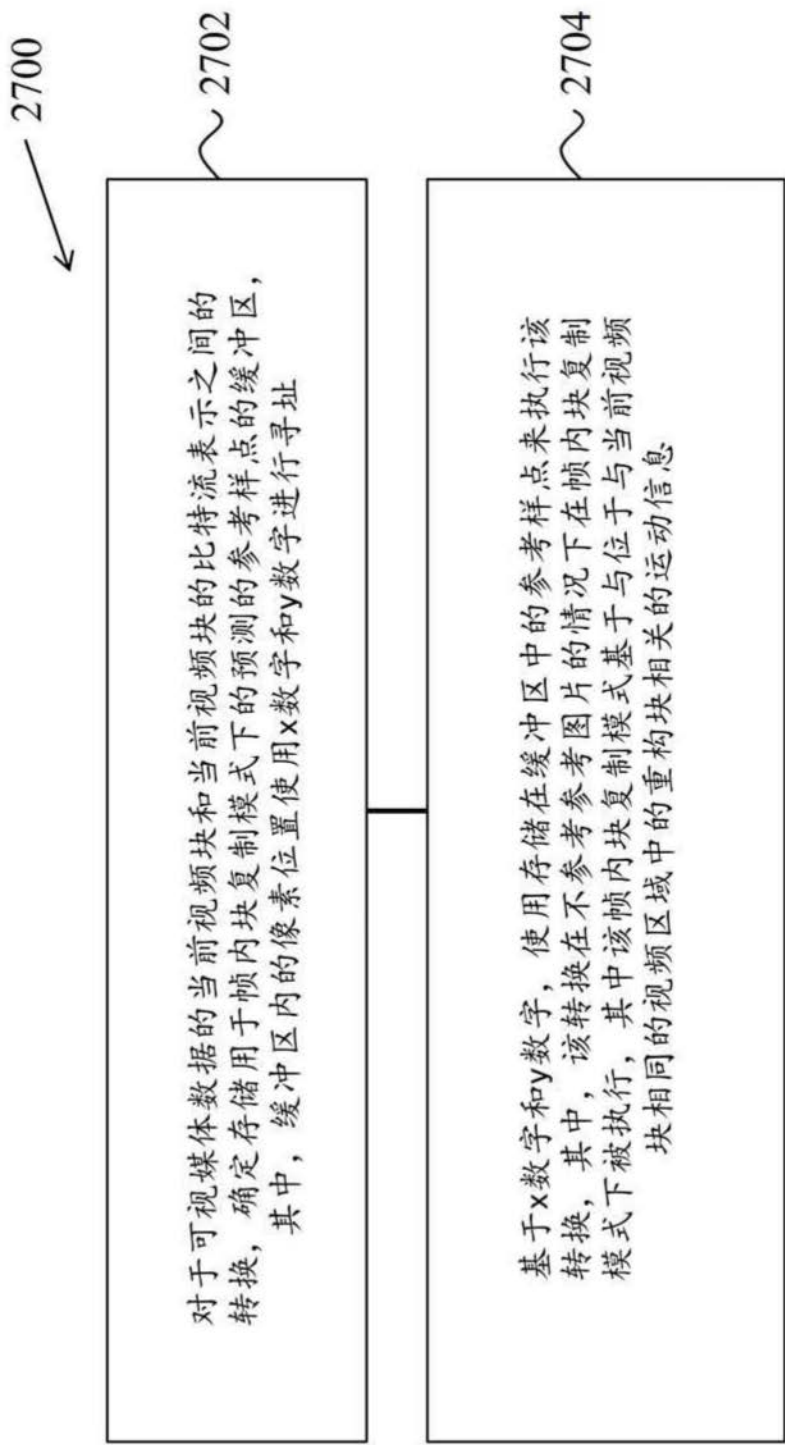 2700
2702
对于可视媒体数据的当前视频块和当前视频块的比特流表示之间的
转换，确定存储用于帧内块复制模式下的预测的参考样点的缓冲区，
其中，缓冲区内的像素位置使用x数字和y数字进行寻址
2704
基于x数字和y数字，使用存储在缓冲区中的参考样点来执行该
转换，其中，该转换在不参考参考图片的情况下在帧内块复制
模式下被执行，其中该帧内块复制模式基于与位于与当前视频
块相同的视频区域中的重构块相关的运动信息